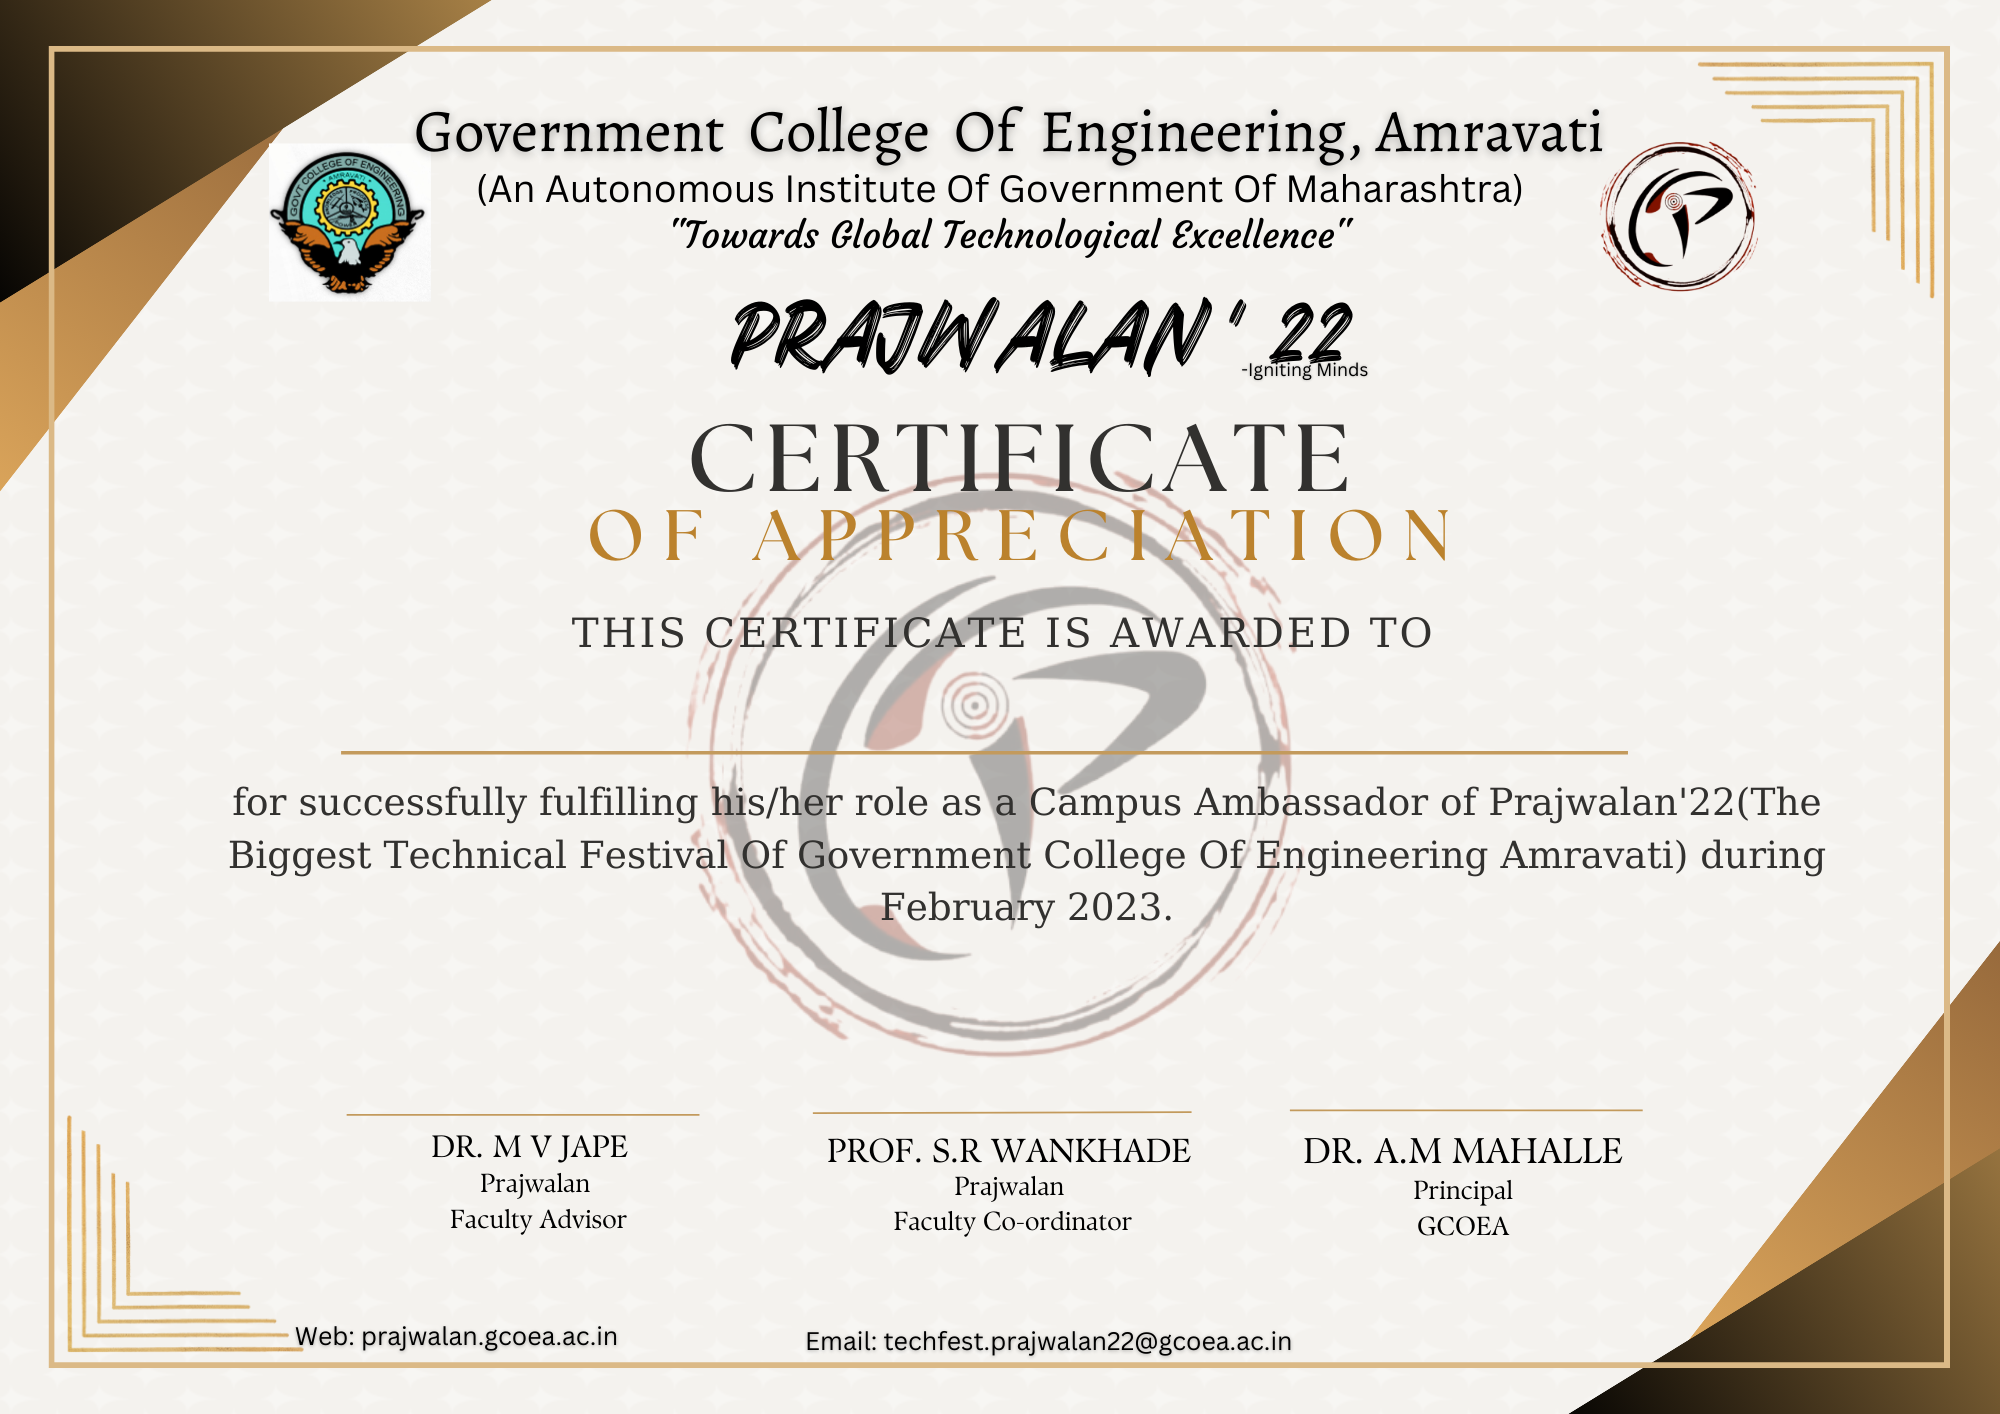 Government College Of Engineering, Amravati
(An Autonomous Institute Of Government Of Maharashtra)
"Towards Global Technological Excellence"
GOVT COLLEGE OF ENGINEERING
AMRAVATI
PRAJWALAN' 22
-Igniting Minds
CERTIFICATE
OF APPRECIATION
THIS CERTIFICATE IS AWARDED TO
for successfully fulfilling his/her role as a Campus Ambassador of Prajwalan'22(The
Biggest Technical Festival Of Government College Of Engineering Amravati) during
February 2023.
DR. M V JAPE
Prajwalan
Faculty Advisor
PROF. S.R WANKHADE
Prajwalan
Faculty Co-ordinator
DR. A.M MAHALLE
Principal
GCOEA
Web: prajwalan.gcoea.ac.in
Email: techfest.prajwalan22@gcoea.ac.in